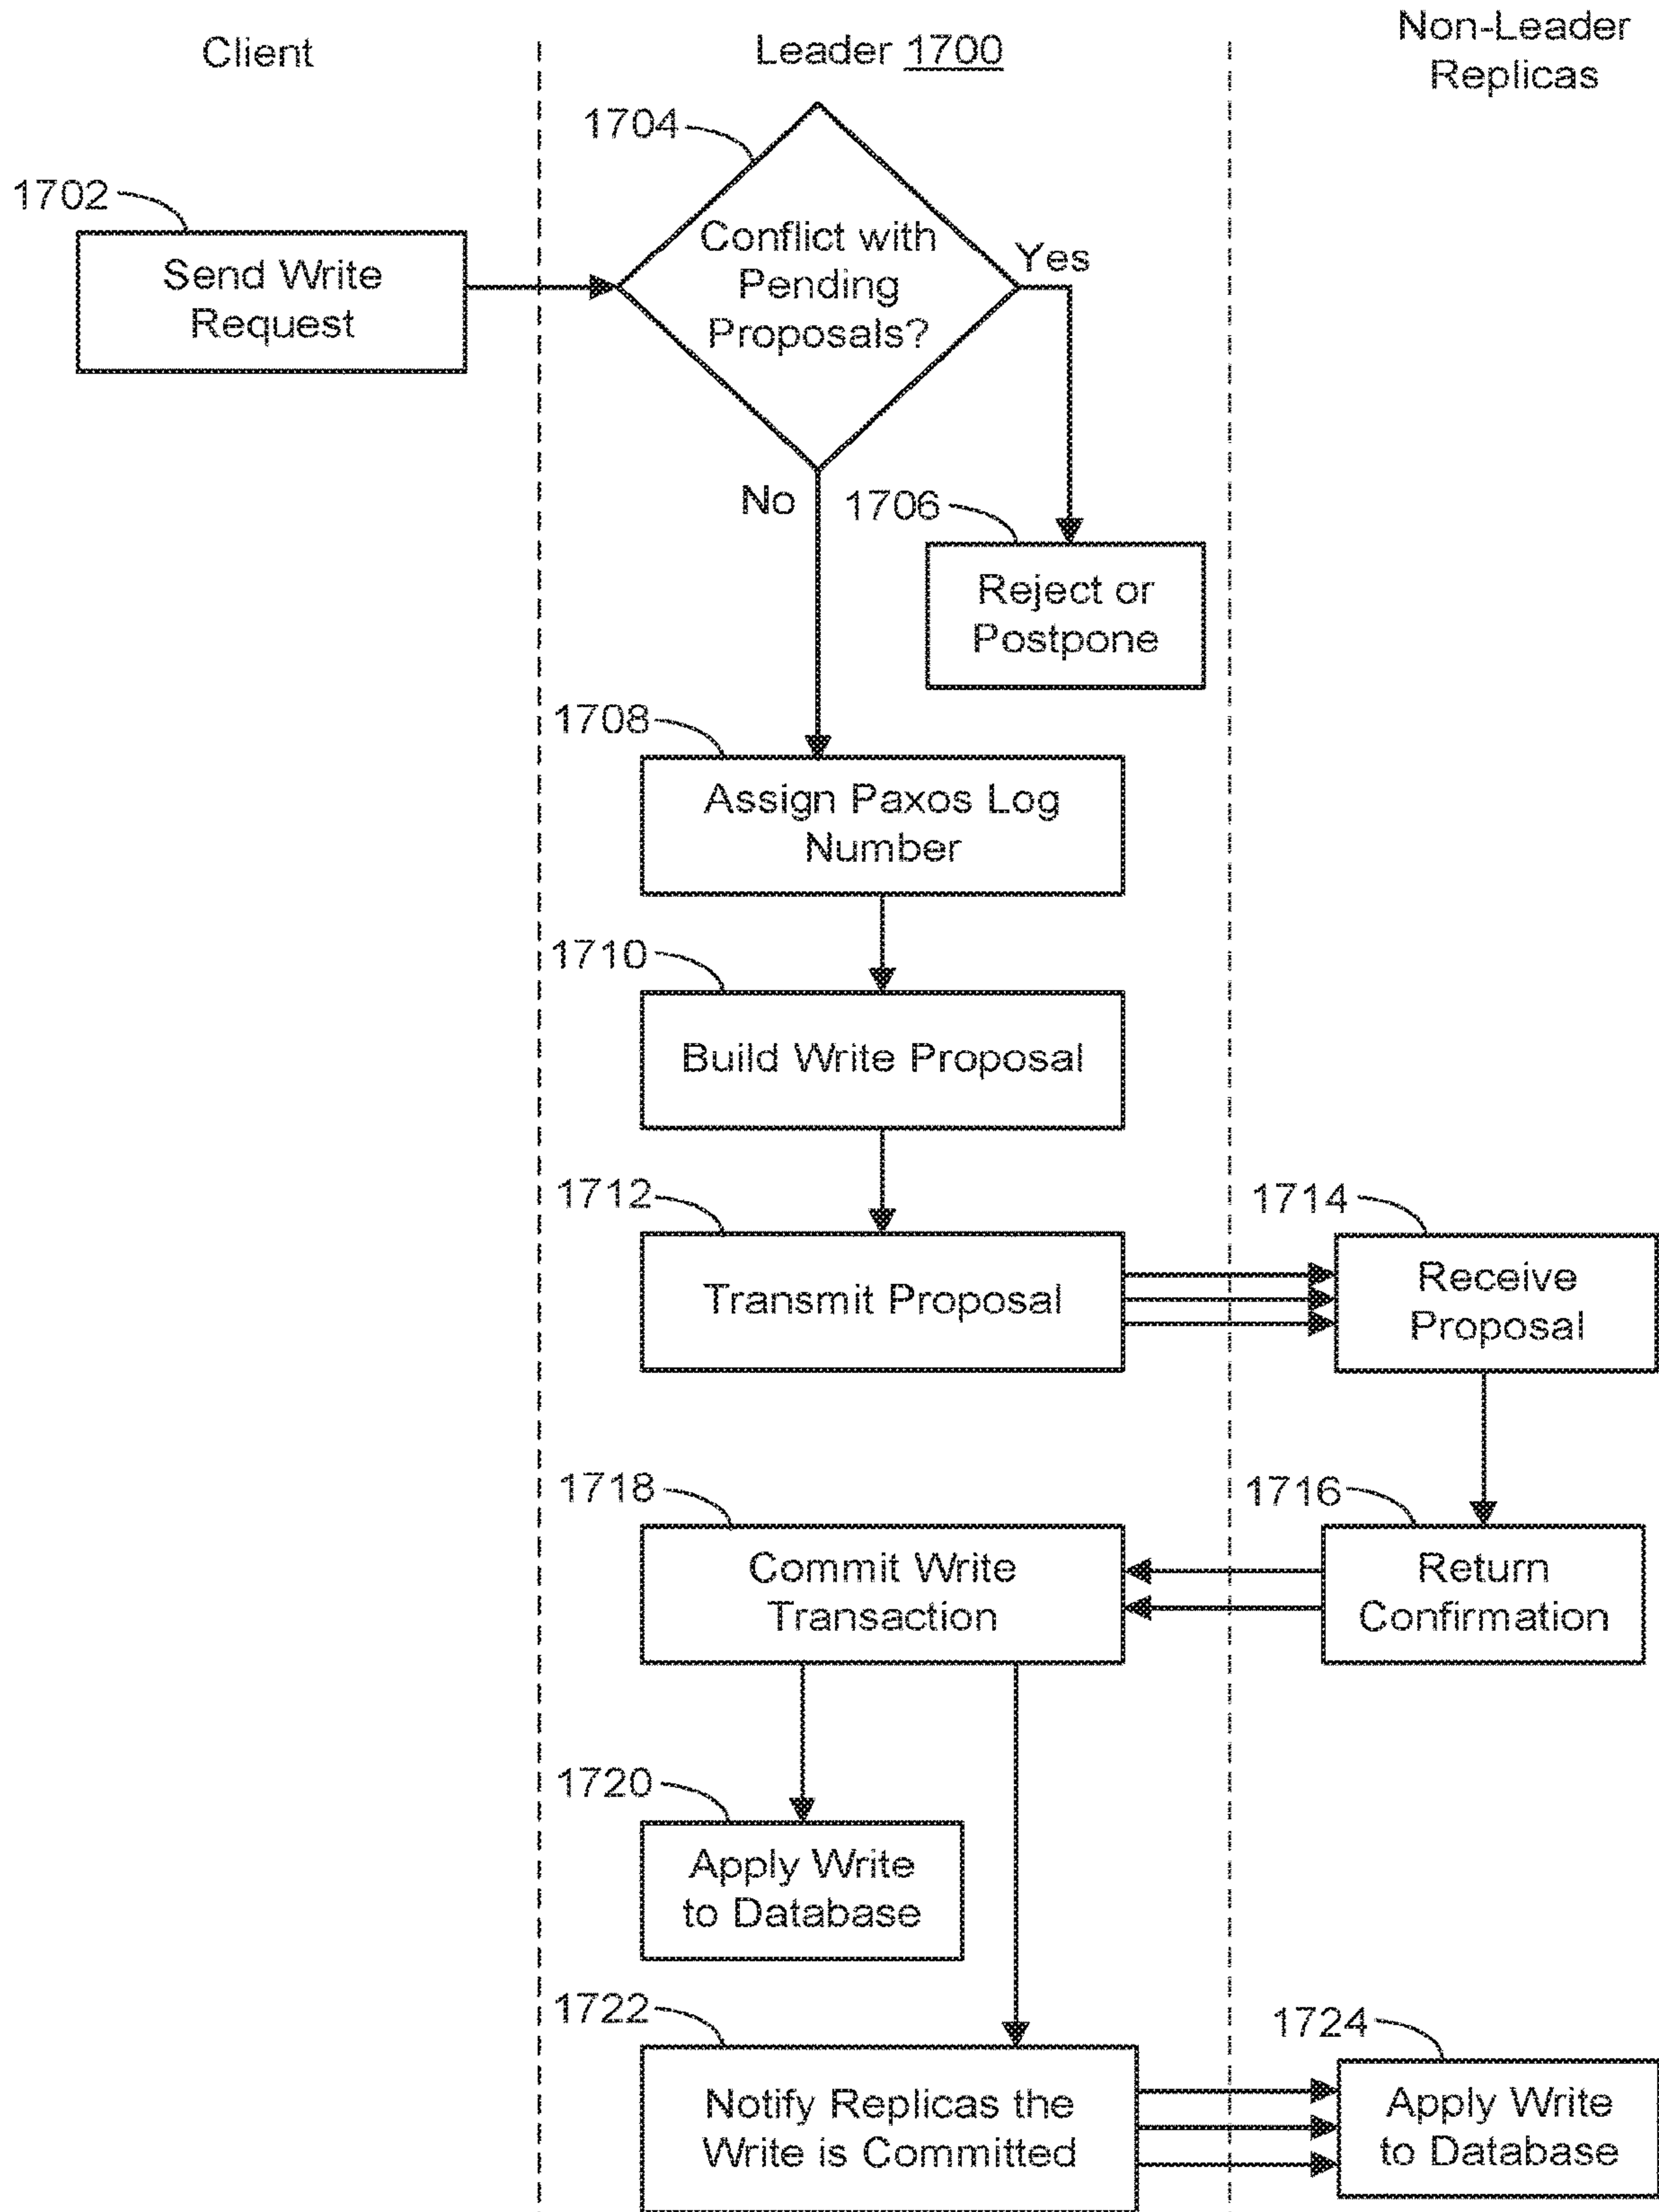 Client
Leader 1700
Non-Leader
Replicas
1704
1702
Send Write
Request
Conflict with
Pending
Proposals?
Yes
No
1706
Reject or
Postpone
1708
Assign Paxos Log
Number
1710
Build Write Proposal
1712
Transmit Proposal
1714
Receive
Proposal
1718
Commit Write
Transaction
1716
Return
Confirmation
1720
Apply Write
to Database
1722
Notify Replicas the
Write is Committed
1724
Apply Write
to Database